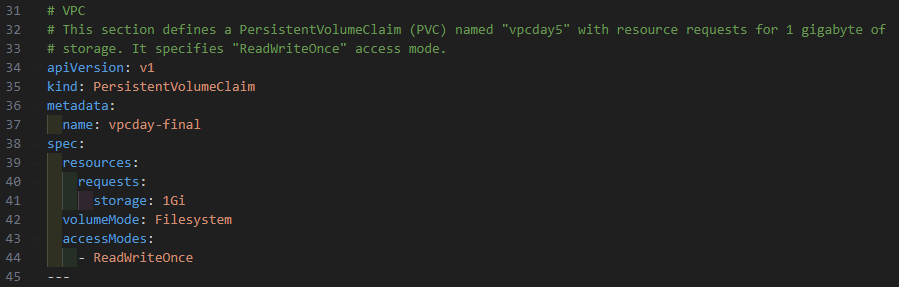 31 # VPC
32 # This section defines a PersistentVolumeClaim (PVC) named "vpcday5" with resource requests for 1 gigabyte of
33 # storage. It specifies "ReadWriteOnce" access mode.
34 apiVersion: v1
35 kind: PersistentVolumeClaim
36 metadata:
37   name: vpcday-final
38 spec:
39   resources:
40     requests:
41       storage: 1Gi
42   volumeMode: Filesystem
43   accessModes:
44     - ReadWriteOnce
45 ---